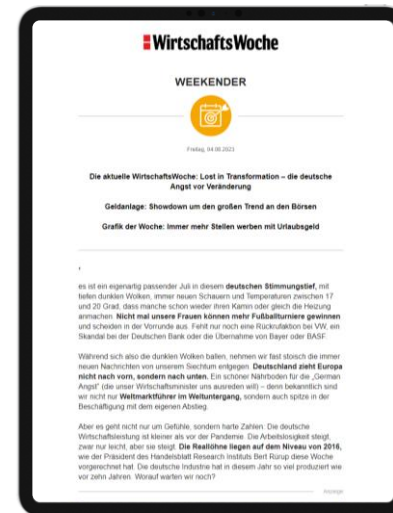 WirtschaftsWoche
WEEKENDER
Freitag, 04.08.2023
Die aktuelle WirtschaftsWoche: Lost in Transformation – die deutsche
Angst vor Veränderung
Geldanlage: Showdown um den großen Trend an den Börsen
Grafik der Woche: Immer mehr Stellen werben mit Urlaubsgeld
,
es ist ein eigenartig passender Juli in diesem deutschen Stimmungstief, mit
tiefen dunklen Wolken, immer neuen Schauern und Temperaturen zwischen 17
und 20 Grad, dass manche schon wieder ihren Kamin oder gleich die Heizung
anmachen. Nicht mal unsere Frauen können mehr Fußballturniere gewinnen
und scheiden in der Vorrunde aus. Fehlt nur noch eine Rückrufaktion bei VW, ein
Skandal bei der Deutschen Bank oder die Übernahme von Bayer oder BASF.
Während sich also die dunklen Wolken ballen, nehmen wir fast stoisch die immer
neuen Nachrichten von unserem Siechtum entgegen. Deutschland zieht Europa
nicht nach vorn, sondern nach unten. Ein schöner Nährboden für die „German
Angst“ (die unser Wirtschaftsminister uns ausreden will) – denn bekanntlich sind
wir nicht nur Weltmarktführer im Weltuntergang, sondern auch spitze in der
Beschäftigung mit dem eigenen Abstieg.
Aber es geht nicht nur um Gefühle, sondern harte Zahlen: Die deutsche
Wirtschaftsleistung ist kleiner als vor der Pandemie. Die Arbeitslosigkeit steigt,
zwar nur leicht, aber sie steigt. Die Reallöhne liegen auf dem Niveau von 2016,
wie der Präsident des Handelsblatt Research Instituts Bert Rürup diese Woche
vorgerechnet hat. Die deutsche Industrie hat in diesem Jahr so viel produziert wie
vor zehn Jahren. Worauf warten wir noch?
Anzeige